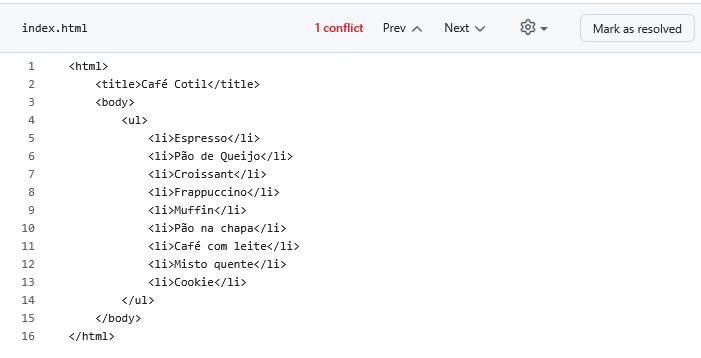 index.html 1 conflict Prev Next Mark as resolved
1 <html>
2     <title>Café Cotil</title>
3     <body>
4         <ul>
5             <li>Espresso</li>
6             <li>Pão de Queijo</li>
7             <li>Croissant</li>
8             <li>Frappuccino</li>
9             <li>Muffin</li>
10             <li>Pão na chapa</li>
11             <li>Café com leite</li>
12             <li>Misto quente</li>
13             <li>Cookie</li>
14         </ul>
15     </body>
16 </html>